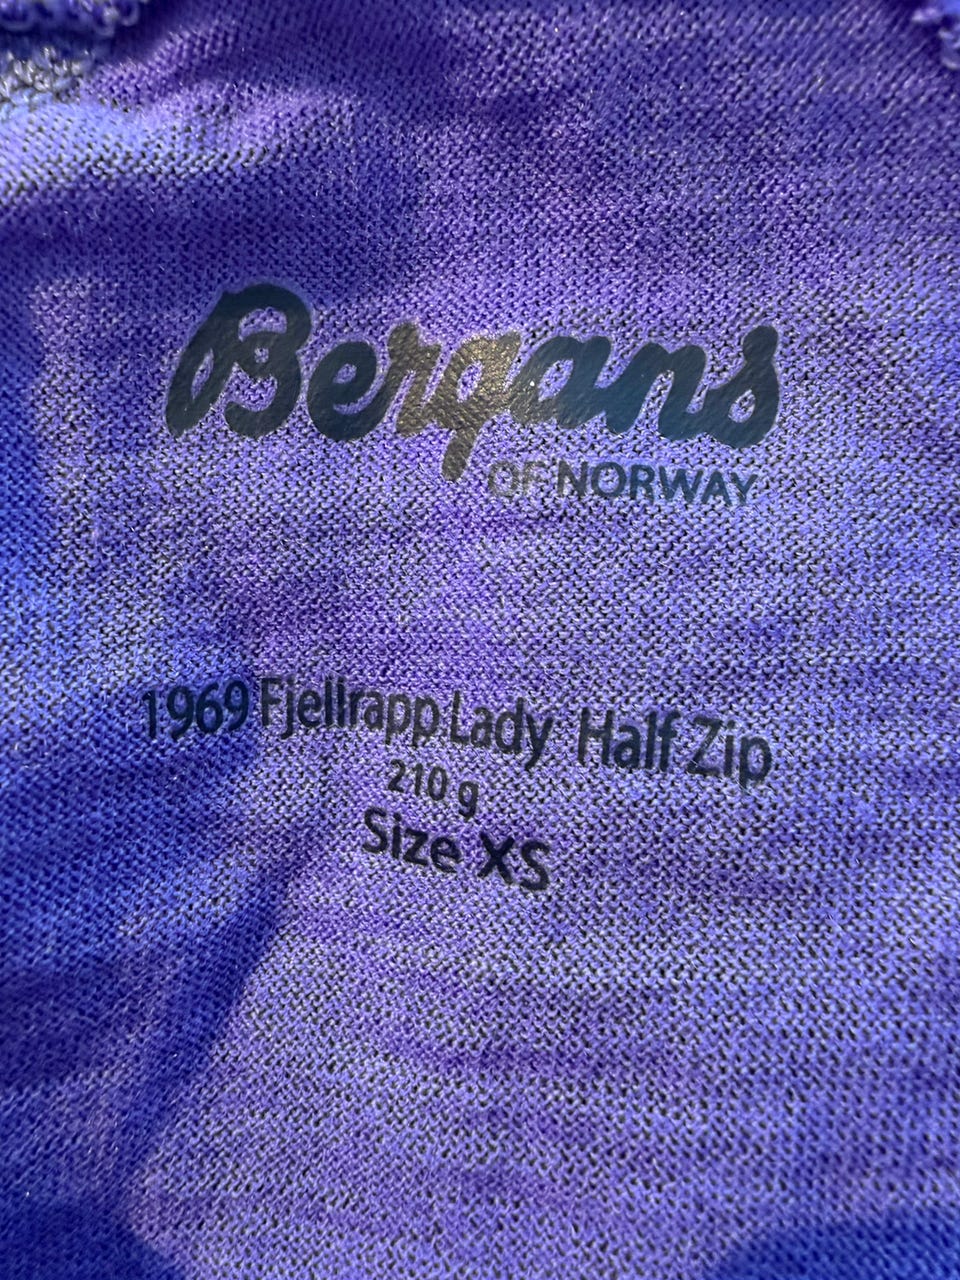 Bergans
OF NORWAY
1969 Fjellrapp Lady Half Zip
210 g
Size XS